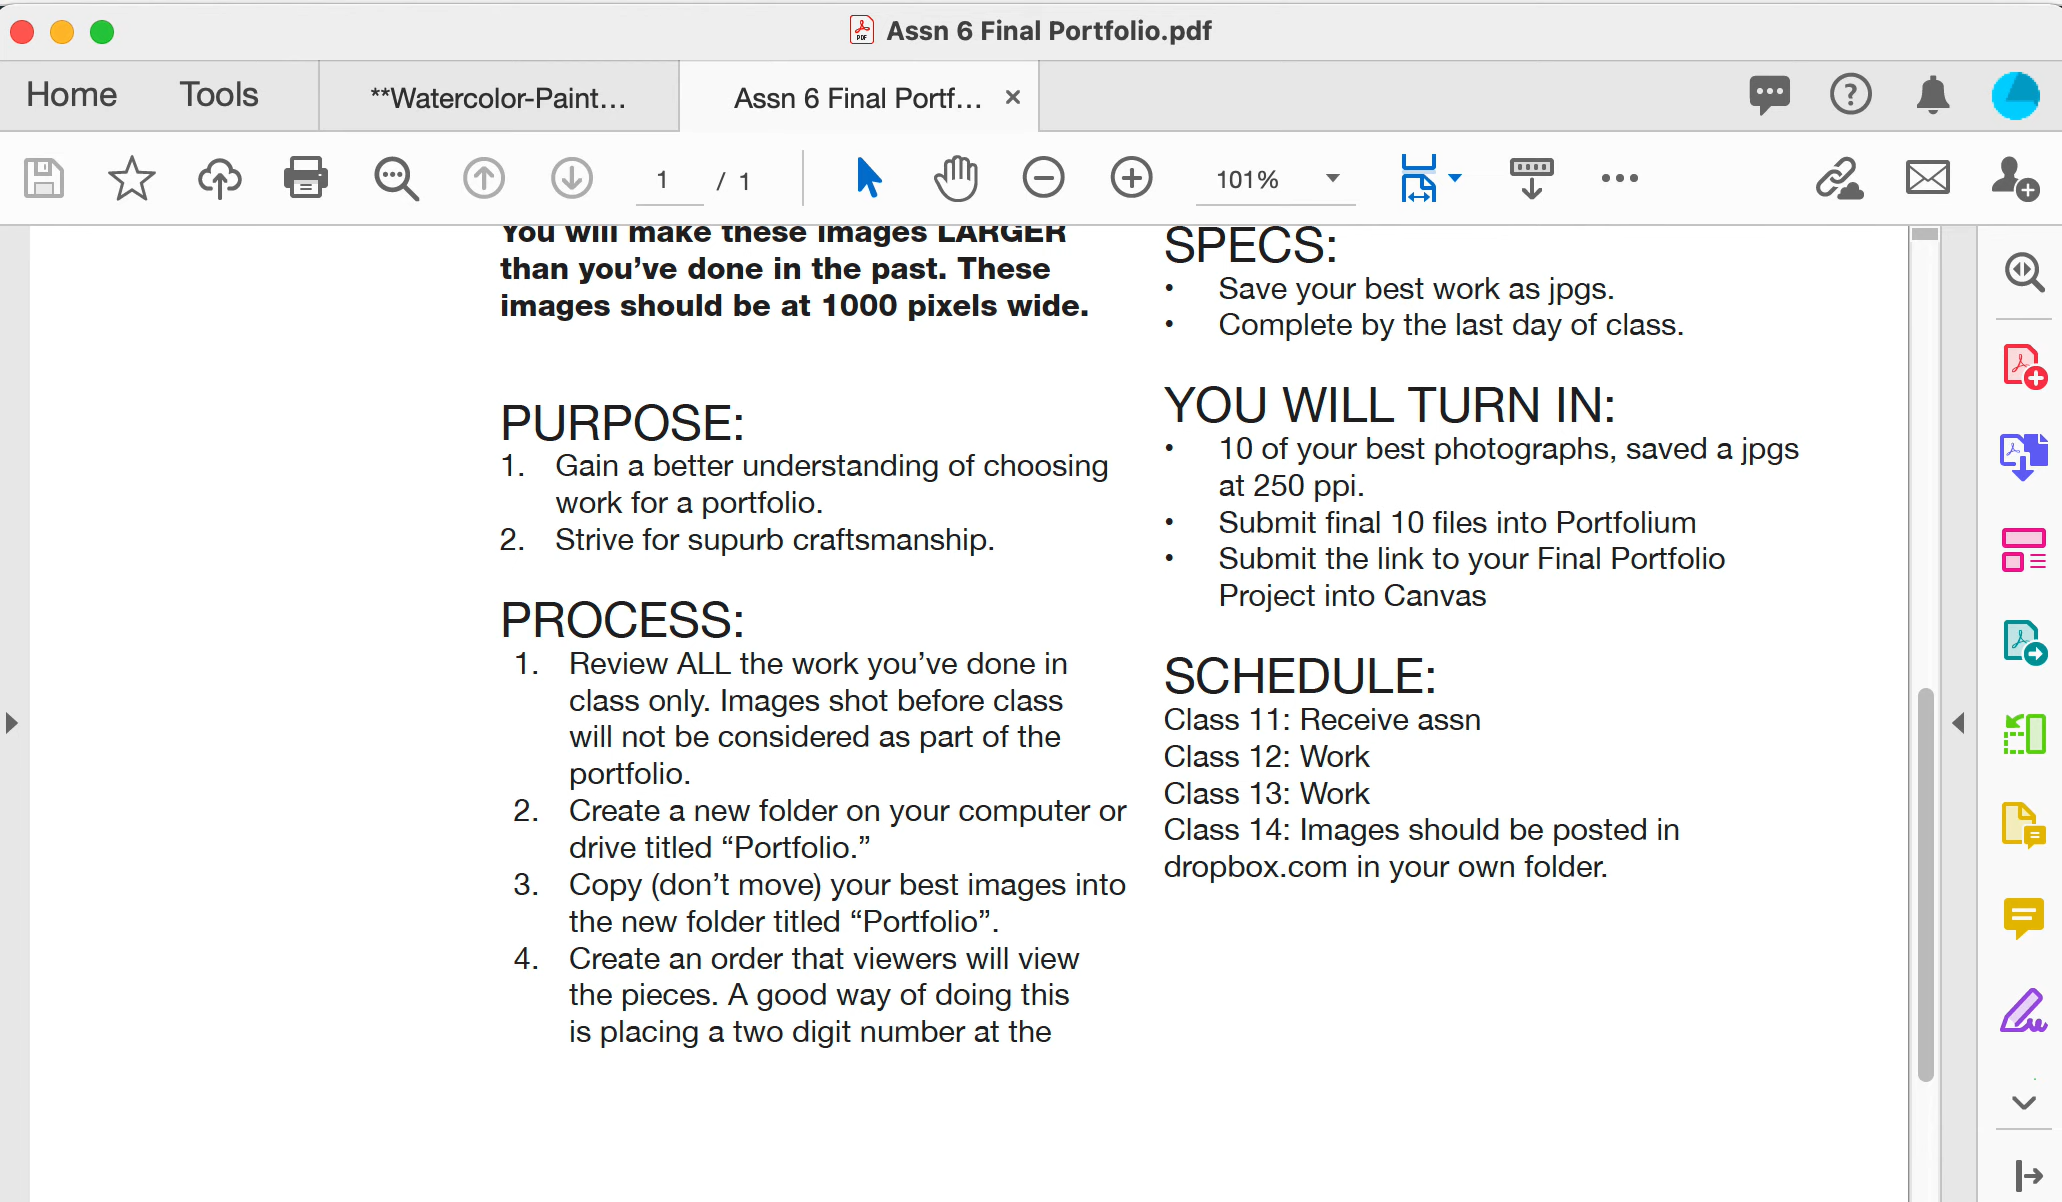 Assn 6 Final Portfolio.pdf
Home
Tools
**Watercolor-Paint...
Assn 6 Final Portf...
1
/ 1
101%
You will make these images LARGER
than you've done in the past. These
images should be at 1000 pixels wide.
PURPOSE:
1. Gain a better understanding of choosing
work for a portfolio.
2. Strive for supurb craftsmanship.
PROCESS:
1. Review ALL the work you've done in
class only. Images shot before class
will not be considered as part of the
portfolio.
2. Create a new folder on your computer or
drive titled “Portfolio.”
3. Copy (don't move) your best images into
the new folder titled “Portfolio”.
4. Create an order that viewers will view
the pieces. A good way of doing this
is placing a two digit number at the
SPECS:
• Save your best work as jpgs.
• Complete by the last day of class.
YOU WILL TURN IN:
• 10 of your best photographs, saved a jpgs
at 250 ppi.
• Submit final 10 files into Portfolium
• Submit the link to your Final Portfolio
Project into Canvas
SCHEDULE:
Class 11: Receive assn
Class 12: Work
Class 13: Work
Class 14: Images should be posted in
dropbox.com in your own folder.